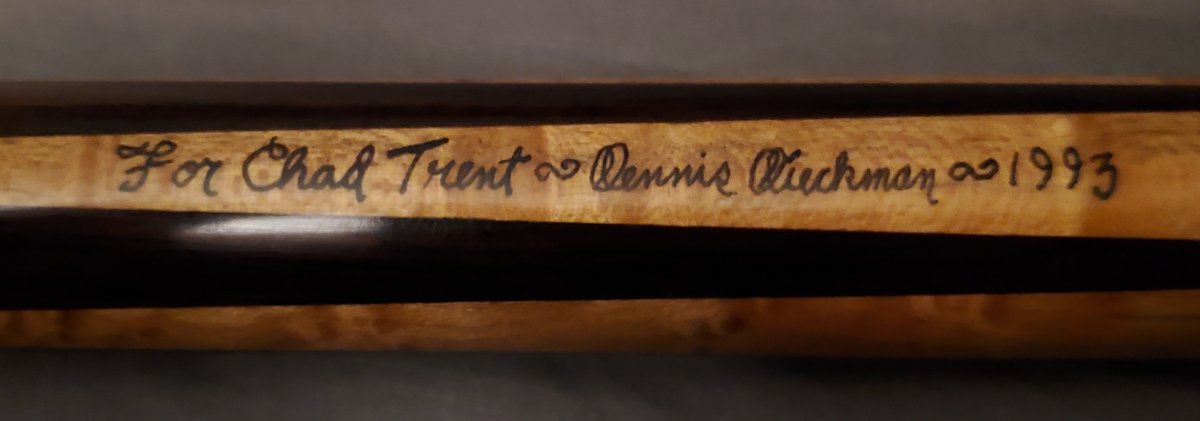 For Chad Trent ~ Dennis Dieckman ~ 1993